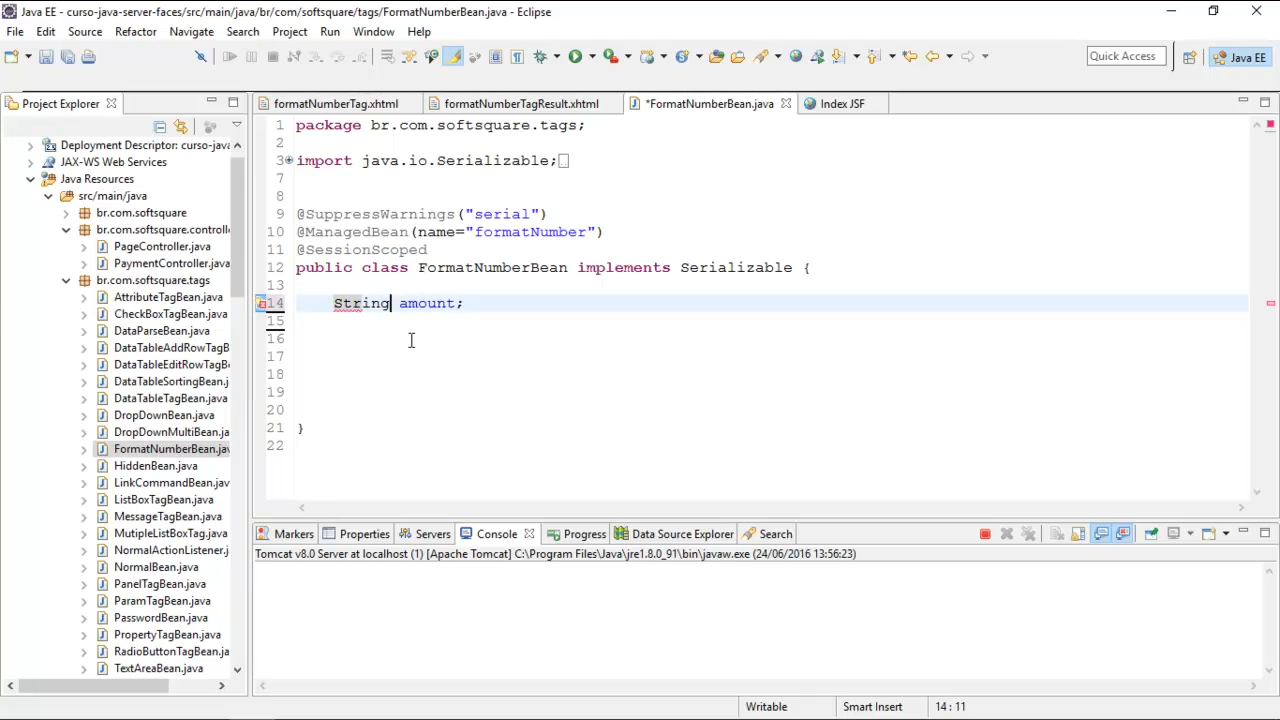 Java EE - curso-java-server-faces/src/main/java/br/com/softsquare/tags/FormatNumberBean.java - Eclipse
File Edit Source Refactor Navigate Search Project Run Window Help
Quick Access
Java EE
Project Explorer
formatNumberTag.xhtml
formatNumberTagResult.xhtml
*FormatNumberBean.java
Index JSF
Deployment Descriptor: curso-java
JAX-WS Web Services
Java Resources
src/main/java
br.com.softsquare
br.com.softsquare.controlle
PageController.java
PaymentController.java
br.com.softsquare.tags
AttributeTagBean.java
CheckBoxTagBean.java
DataParseBean.java
DataTableAddRowTagB
DataTableEditRowTagBe
DataTableSortingBean.j
DataTableTagBean.java
DropDownBean.java
DropDownMultiBean.ja
FormatNumberBean.jav
HiddenBean.java
LinkCommandBean.jav
ListBoxTagBean.java
MessageTagBean.java
MutipleListBoxTag.java
NormalActionListener.j
NormalBean.java
PanelTagBean.java
ParamTagBean.java
PasswordBean.java
PropertyTagBean.java
RadioButtonTagBean.ja
TextAreaBean.java
1 package br.com.softsquare.tags;
2
3 import java.io.Serializable;
7
8
9 @SuppressWarnings("serial")
10 @ManagedBean(name="formatNumber")
11 @SessionScoped
12 public class FormatNumberBean implements Serializable {
13
14 String amount;
15
16
17
18
19
20
21 }
22
Markers Properties Servers Console Progress Data Source Explorer Search
Tomcat v8.0 Server at localhost (1) [Apache Tomcat] C:\Program Files\Java\jre1.8.0_91\bin\javaw.exe (24/06/2016 13:56:23)
Writable Smart Insert 14 : 11